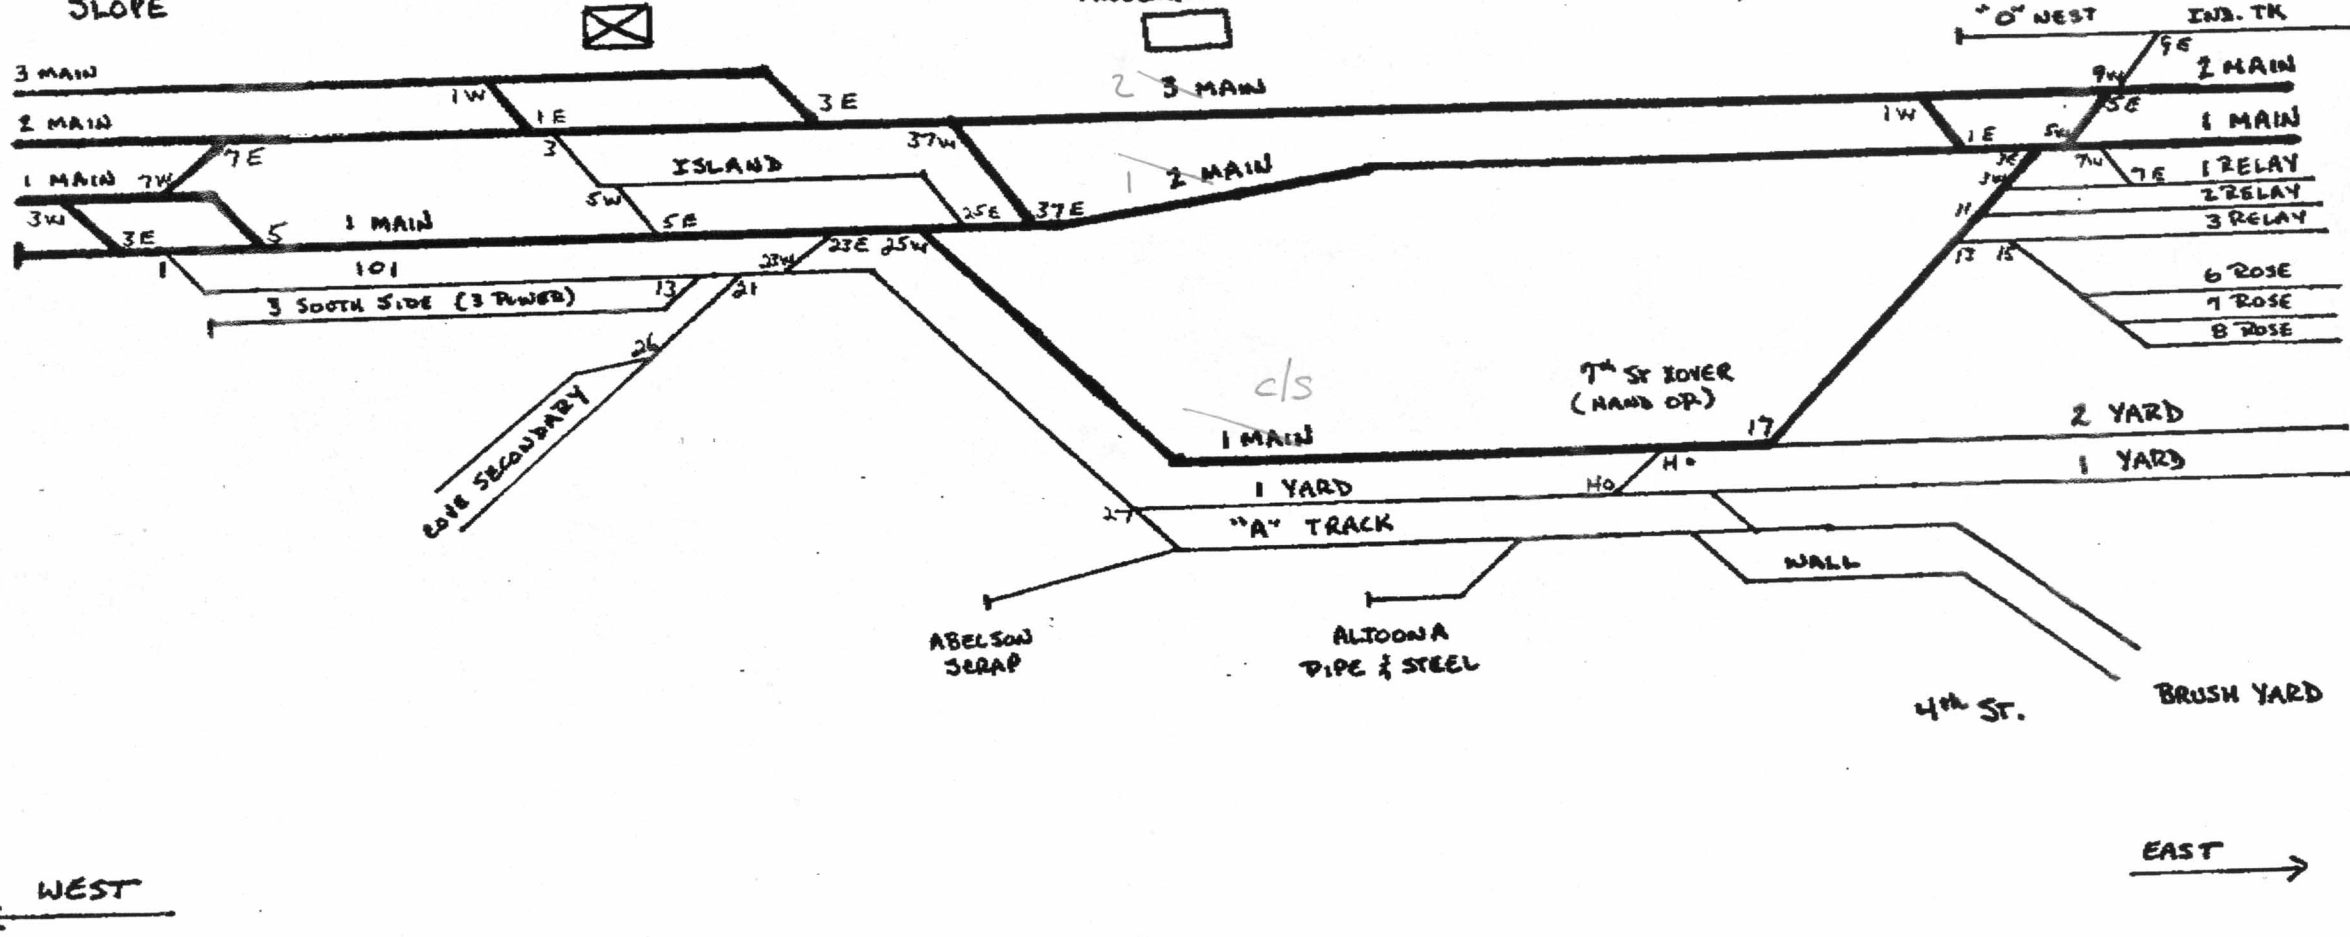 SLOPE
"O" WEST IND. TK
3 MAIN
1W
3E
2 3 MAIN
9E
9W
2 MAIN
2 MAIN
1E
3
37W
1W
1E
5W
5E
1 MAIN
7E
ISLAND
1 2 MAIN
3E
3W
7W
7E
1 RELAY
1 MAIN
7W
5W
2 RELAY
3W
3E
5
1 MAIN
5E
25E
37E
11
3 RELAY
1
101
23W
23E
25W
13
15
3 SOUTH SIDE (3 POWER)
13
21
6 ROSE
7 ROSE
8 ROSE
26
COVE SECONDARY
c/s
7th ST XOVER
(HAND OP.)
1 MAIN
17
2 YARD
H0
1 YARD
H0
1 YARD
27
"A" TRACK
WALL
ABELSON
SCRAP
ALTOONA
PIPE & STEEL
4th ST.
BRUSH YARD
WEST
EAST